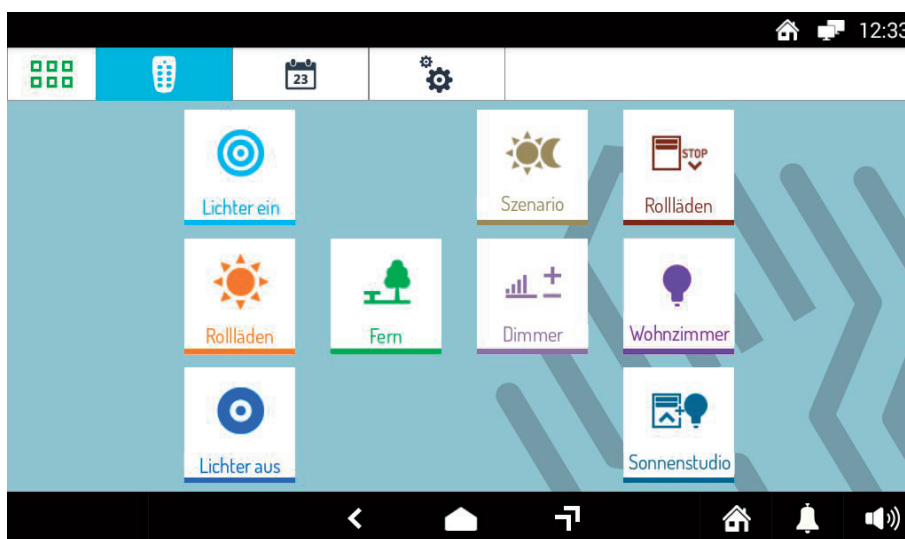 12:33
23
Lichter ein
Szenario
STOP
Rollläden
Rollläden
Fern
Dimmer
Wohnzimmer
Lichter aus
Sonnenstudio